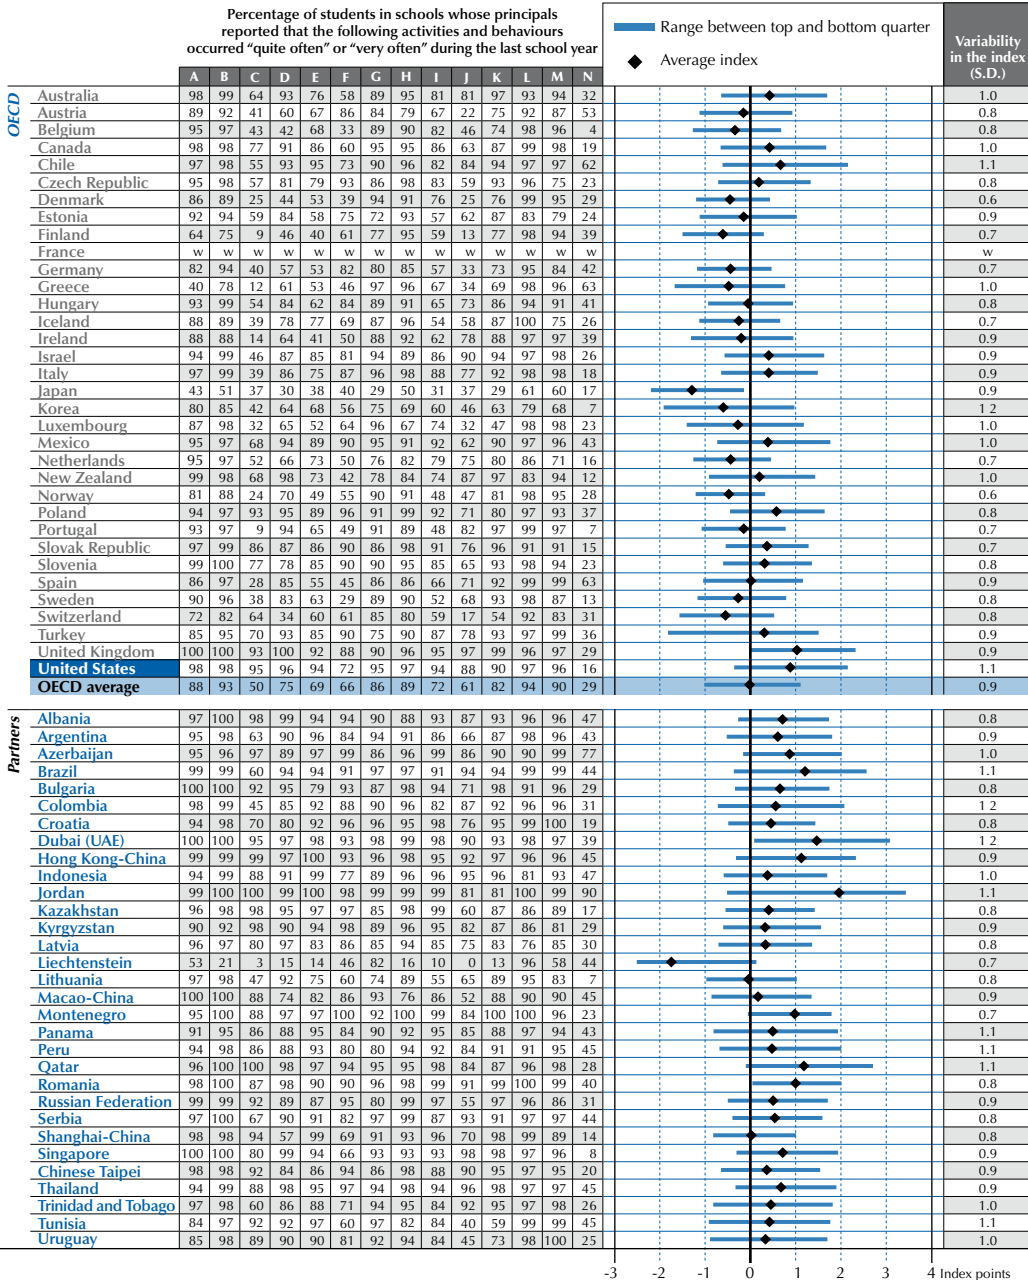 Percentage of students in schools whose principals
reported that the following activities and behaviours
occurred “quite often” or “very often” during the last school year
Range between top and bottom quarter
Average index
Variability
in the index
(S.D.)
A B C D E F G H I J K L M N
OECD
Australia 98 99 64 93 76 58 89 95 81 81 97 93 94 32 1.0
Austria 89 92 41 60 67 86 84 79 67 22 75 92 87 53 0.8
Belgium 95 97 43 42 68 33 89 90 82 46 74 98 96 4 0.8
Canada 98 98 77 91 86 60 95 95 86 63 87 99 98 19 1.0
Chile 97 98 55 93 95 73 90 96 82 84 94 97 97 62 1.1
Czech Republic 95 98 57 81 79 93 86 98 83 59 93 96 75 23 0.8
Denmark 86 89 25 44 53 39 94 91 76 25 76 99 95 29 0.6
Estonia 92 94 59 84 58 75 72 93 57 62 87 83 79 24 0.9
Finland 64 75 9 46 40 61 77 95 59 13 77 98 94 39 0.7
France w w w w w w w w w w w w w w w
Germany 82 94 40 57 53 82 80 85 57 33 73 95 84 42 0.7
Greece 40 78 12 61 53 46 97 96 67 34 69 98 96 63 1.0
Hungary 93 99 54 84 62 84 89 91 65 73 86 94 91 41 0.8
Iceland 88 89 39 78 77 69 87 96 54 58 87 100 75 26 0.7
Ireland 88 88 14 64 41 50 88 92 62 78 88 97 97 39 0.9
Israel 94 99 46 87 85 81 94 89 86 90 94 97 98 26 0.9
Italy 97 99 39 86 75 87 96 98 88 77 92 98 98 18 1.0
Japan 43 51 37 30 38 40 29 50 31 37 29 61 60 17 0.9
Korea 80 85 42 64 68 56 75 69 60 46 63 79 68 7 1 2
Luxembourg 87 98 32 65 52 64 96 67 74 32 47 98 98 23 1.0
Mexico 95 97 68 94 89 90 95 91 92 62 90 97 96 43 1.0
Netherlands 95 97 52 66 73 50 76 82 79 75 80 86 71 16 0.7
New Zealand 99 98 68 98 73 42 78 84 74 87 97 83 94 12 1.0
Norway 81 88 24 70 49 55 90 91 48 47 81 98 95 28 0.6
Poland 94 97 93 95 89 96 91 99 92 71 80 97 93 37 0.8
Portugal 93 97 9 94 65 49 91 89 48 82 97 99 97 7 0.7
Slovak Republic 97 99 86 87 86 90 86 98 91 76 96 91 91 15 0.7
Slovenia 99 100 77 78 85 90 90 95 85 65 93 98 94 23 0.8
Spain 86 97 28 85 55 45 86 86 66 71 92 99 99 63 0.9
Sweden 90 96 38 83 63 29 89 90 52 68 93 98 87 13 0.8
Switzerland 72 82 64 34 60 61 85 80 59 17 54 92 83 31 0.8
Turkey 85 95 70 93 85 90 75 90 87 78 93 97 99 36 0.9
United Kingdom 100 100 93 100 92 88 90 96 95 97 99 96 97 29 0.9
United States 98 98 95 96 94 72 95 97 94 88 90 97 96 16 1.1
OECD average 88 93 50 75 69 66 86 89 72 61 82 94 90 29 0.9
Partners
Albania 97 100 98 99 94 94 90 88 93 87 93 96 96 47 0.8
Argentina 95 98 63 90 96 84 94 91 86 66 87 98 96 43 0.9
Azerbaijan 95 96 97 89 97 99 86 96 99 86 90 90 99 77 1.0
Brazil 99 99 60 94 94 91 97 97 91 94 94 99 99 44 1.1
Bulgaria 100 100 92 95 79 93 87 98 94 71 98 91 96 29 0.8
Colombia 98 99 45 85 92 88 90 96 82 87 92 96 96 31 1 2
Croatia 94 98 70 80 92 96 96 95 98 76 95 99 100 19 0.8
Dubai (UAE) 100 100 95 97 98 93 98 99 98 90 93 98 97 39 1 2
Hong Kong-China 99 99 99 97 100 93 96 98 95 92 97 96 96 45 0.9
Indonesia 94 99 88 91 99 77 89 96 96 95 96 81 93 47 1.0
Jordan 99 100 100 99 100 98 99 99 99 81 81 100 99 90 1.1
Kazakhstan 96 98 98 95 97 97 85 98 99 60 87 86 89 17 0.8
Kyrgyzstan 90 92 98 90 94 98 89 96 95 82 87 86 81 29 0.9
Latvia 96 97 80 97 83 86 85 94 85 75 83 76 85 30 0.8
Liechtenstein 53 21 3 15 14 46 82 16 10 0 13 96 58 44 0.7
Lithuania 97 98 47 92 75 60 74 89 55 65 89 95 83 7 0.8
Macao-China 100 100 88 74 82 86 93 76 86 52 88 90 90 45 0.9
Montenegro 95 100 88 97 97 100 92 100 99 84 100 100 96 23 0.7
Panama 91 95 86 88 95 84 90 92 95 85 88 97 94 43 1.1
Peru 94 98 86 88 93 80 80 94 92 84 91 91 95 45 1.1
Qatar 96 100 100 98 97 94 95 95 98 84 87 96 98 28 1.1
Romania 98 100 87 98 90 90 96 98 99 91 99 100 99 40 0.8
Russian Federation 99 99 92 89 87 95 80 99 97 55 97 96 86 31 0.9
Serbia 97 100 67 90 91 82 97 99 87 93 91 97 97 44 0.8
Shanghai-China 98 98 94 57 99 69 91 93 96 70 98 99 89 14 0.8
Singapore 100 100 80 99 94 66 93 93 93 98 98 97 96 8 0.9
Chinese Taipei 98 98 92 84 86 94 86 98 88 90 95 97 95 20 0.9
Thailand 94 99 88 98 95 97 94 98 94 96 98 97 97 45 0.9
Trinidad and Tobago 97 98 60 86 88 71 94 95 84 92 95 97 98 26 1.0
Tunisia 84 97 92 92 97 60 97 82 84 40 59 99 99 45 1.1
Uruguay 85 98 89 90 90 81 92 94 84 45 73 98 100 25 1.0
-3 -2 -1 0 1 2 3 4 Index points